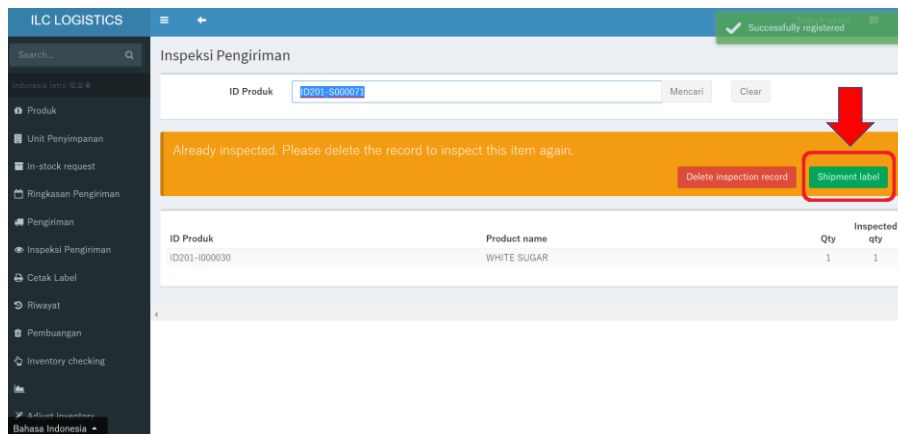 ILC LOGISTICS
Successfully registered
Search...
Inspeksi Pengiriman
Indonesia Jetro
ID Produk
ID201-S000071
Mencari
Clear
Produk
Unit Penyimpanan
In-stock request
Ringkasan Pengiriman
Pengiriman
Inspeksi Pengiriman
Cetak Label
Riwayat
Pembuangan
Inventory checking
Adjust inventory
Bahasa Indonesia
Already inspected. Please delete the record to inspect this item again.
Delete inspection record
Shipment label
ID Produk Product name Qty Inspected qty
ID201-I000030 WHITE SUGAR 1 1